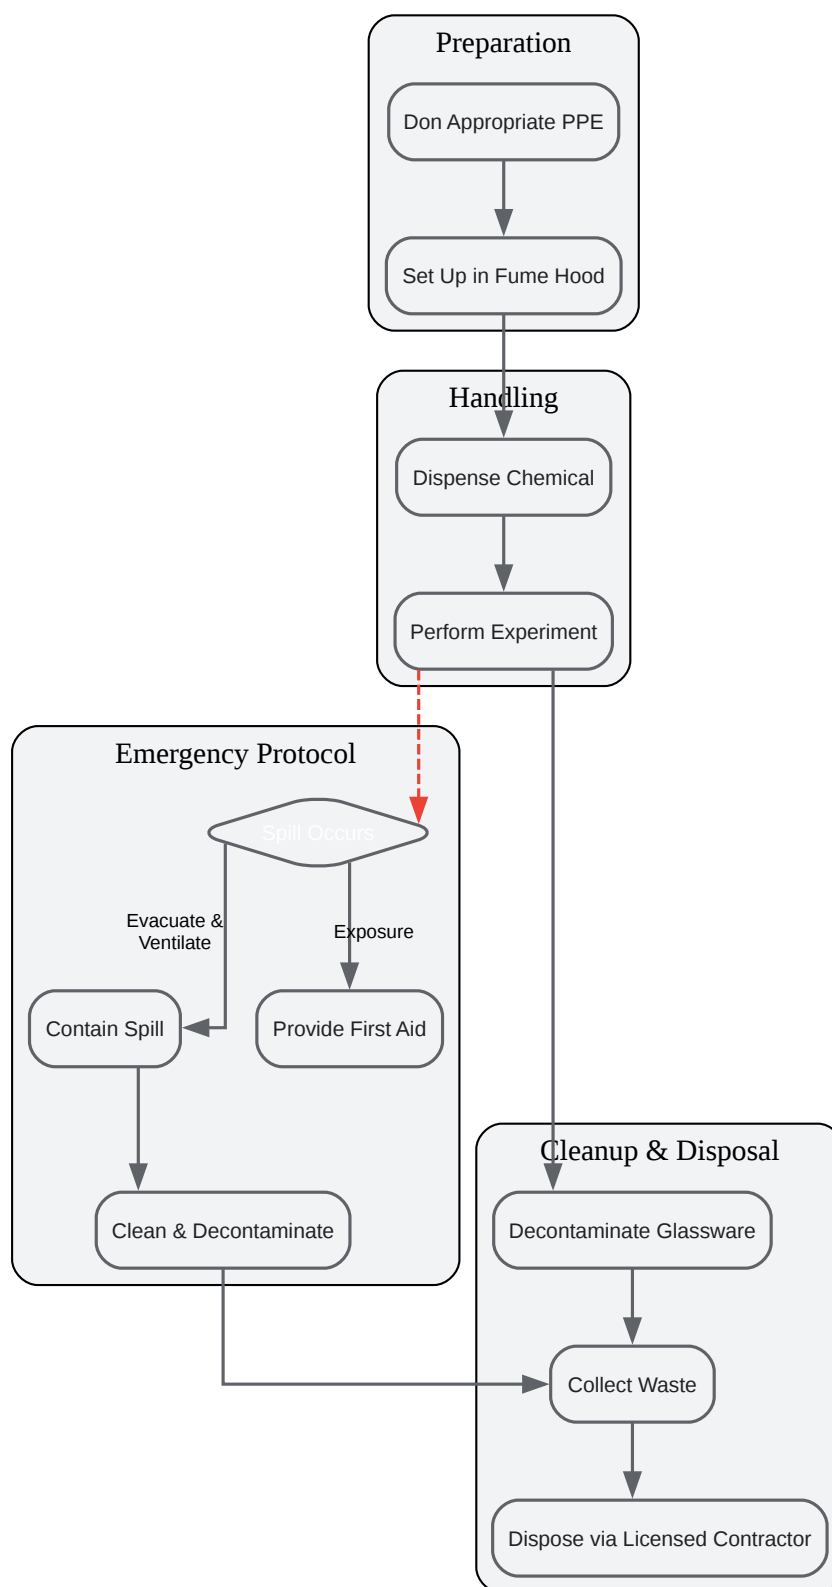 Preparation
Don Appropriate PPE
Set Up in Fume Hood
Handling
Dispense Chemical
Perform Experiment
Emergency Protocol
Spill Occurs
Evacuate &
Ventilate
Exposure
Contain Spill
Provide First Aid
Clean & Decontaminate
Cleanup & Disposal
Decontaminate Glassware
Collect Waste
Dispose via Licensed Contractor